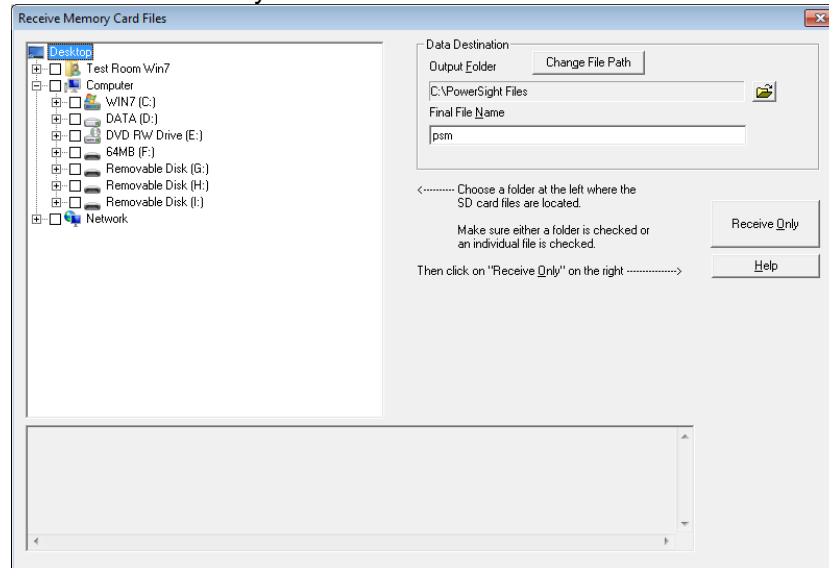 Receive Memory Card Files
Desktop
Test Room Win7
Computer
WIN7 (C:)
DATA (D:)
DVD RW Drive (E:)
64MB (F:)
Removable Disk (G:)
Removable Disk (H:)
Removable Disk (I:)
Network
Data Destination
Output Folder
Change File Path
C:\PowerSight Files
Final File Name
psm
<---------- Choose a folder at the left where the
SD card files are located.
Make sure either a folder is checked or
an individual file is checked.
Then click on "Receive Only" on the right --------------->
Receive Only
Help